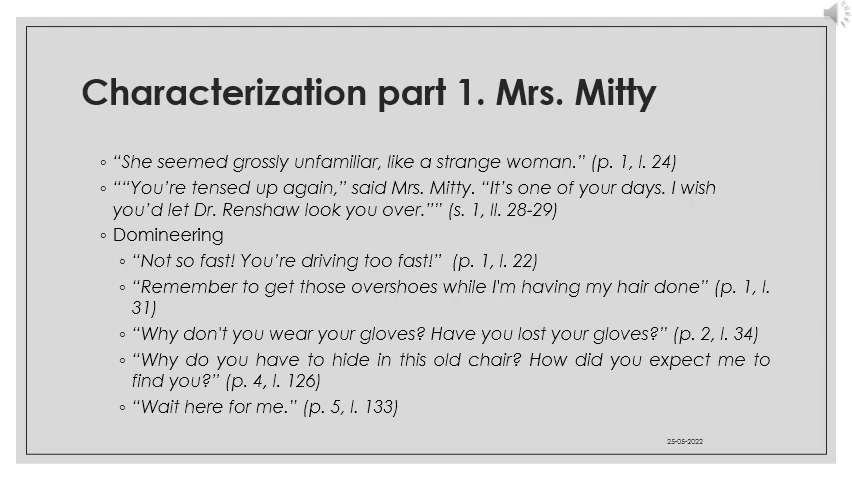 Characterization part 1. Mrs. Mitty
◦ “She seemed grossly unfamiliar, like a strange woman.” (p. 1, l. 24)
◦ ““You’re tensed up again,” said Mrs. Mitty. “It’s one of your days. I wish
you’d let Dr. Renshaw look you over.”” (s. 1, ll. 28-29)
◦ Domineering
◦ “Not so fast! You’re driving too fast!” (p. 1, l. 22)
◦ “Remember to get those overshoes while I'm having my hair done” (p. 1, l.
31)
◦ “Why don't you wear your gloves? Have you lost your gloves?” (p. 2, l. 34)
◦ “Why do you have to hide in this old chair? How did you expect me to
find you?” (p. 4, l. 126)
◦ “Wait here for me.” (p. 5, l. 133)
25-05-2022